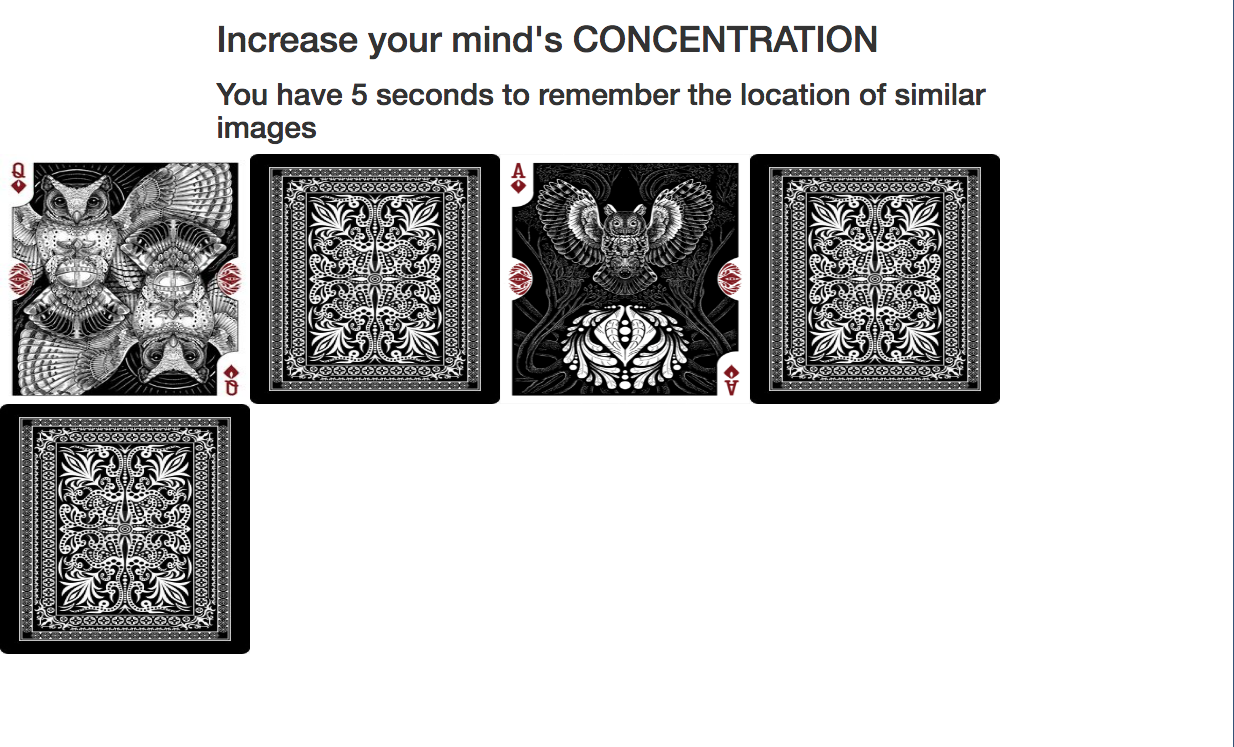 Increase your mind's CONCENTRATION
You have 5 seconds to remember the location of similar
images
Q
A
Q
A